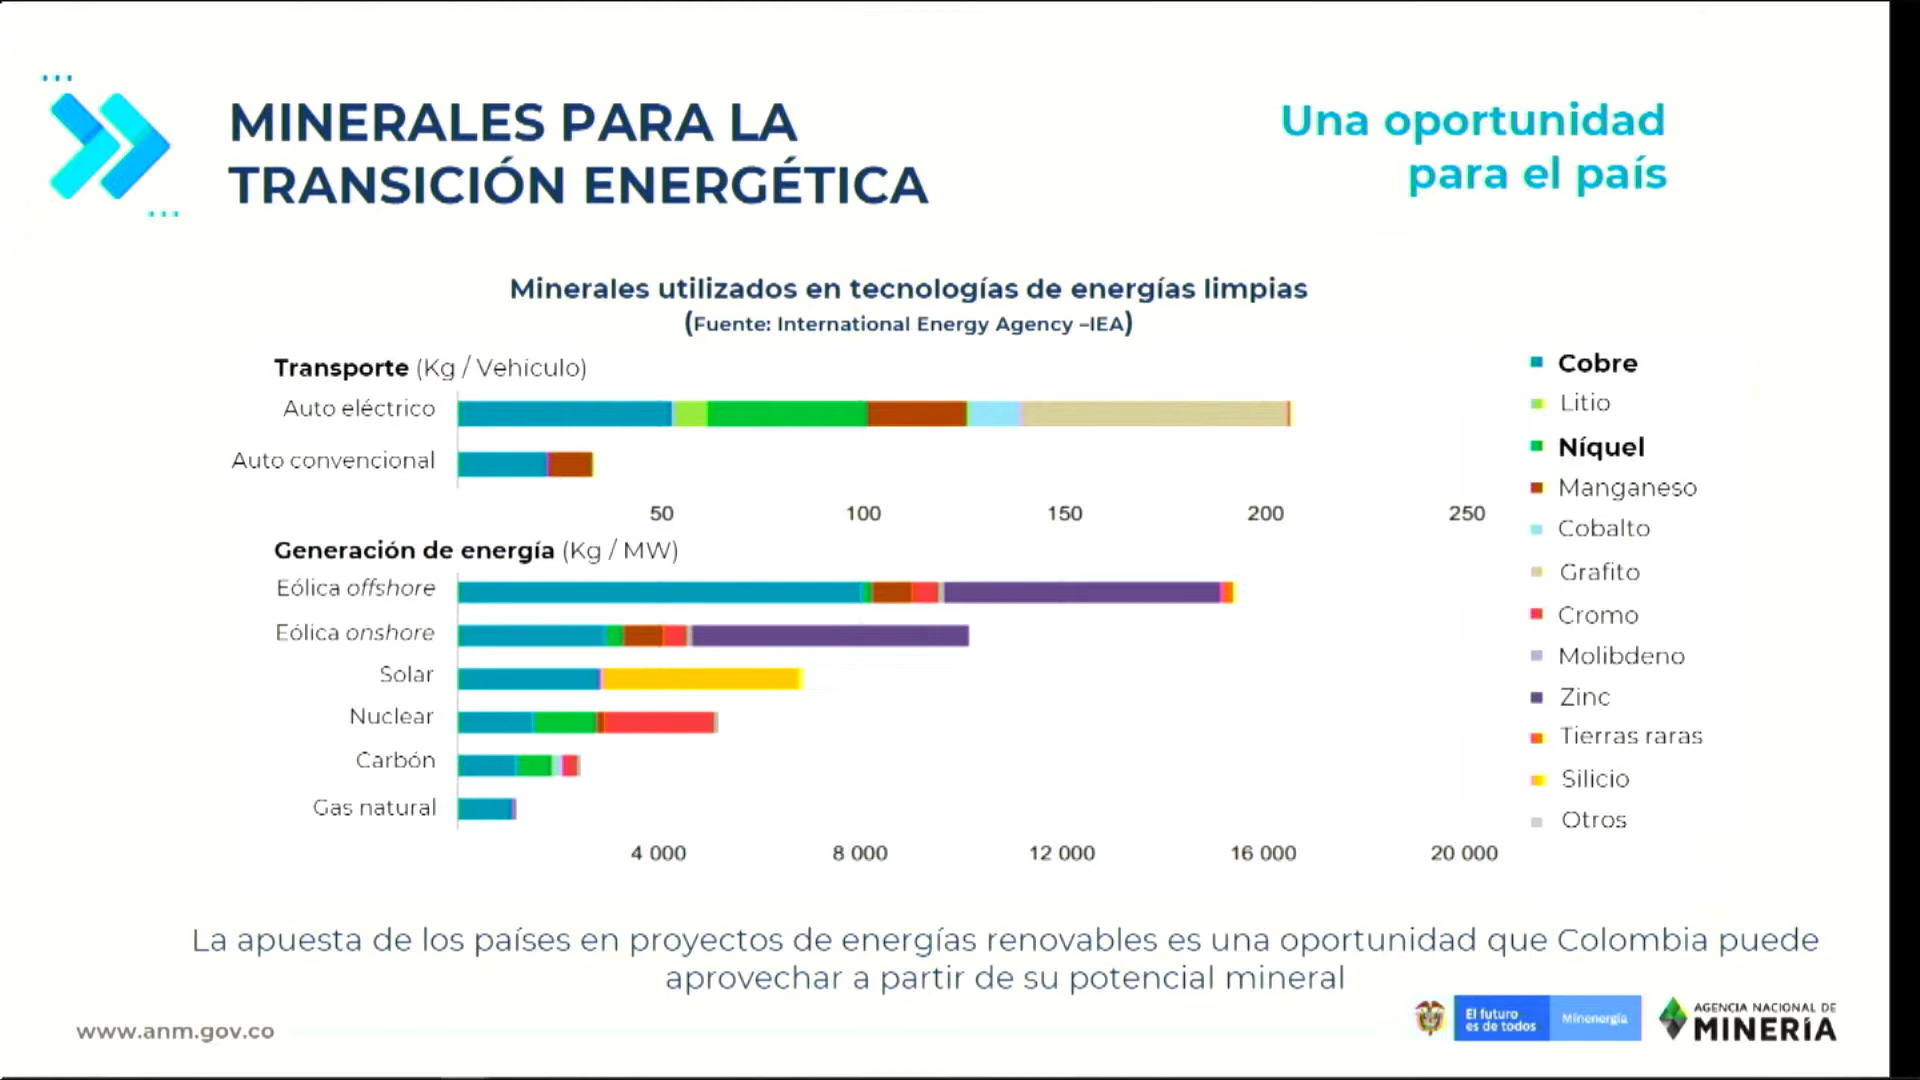 MINERALES PARA LA
TRANSICIÓN ENERGÉTICA
Una oportunidad
para el país
Minerales utilizados en tecnologías de energías limpias
(Fuente: International Energy Agency –IEA)
Transporte (Kg / Vehiculo)
Auto eléctrico
Auto convencional
50 100 150 200 250
Generación de energía (Kg / MW)
Eólica offshore
Eólica onshore
Solar
Nuclear
Carbón
Gas natural
4 000 8 000 12 000 16 000 20 000
Cobre
Litio
Níquel
Manganeso
Cobalto
Grafito
Cromo
Molibdeno
Zinc
Tierras raras
Silicio
Otros
La apuesta de los países en proyectos de energías renovables es una oportunidad que Colombia puede
aprovechar a partir de su potencial mineral
www.anm.gov.co
El futuro
es de todos
Minenergía
AGENCIA NACIONAL DE
MINERÍA